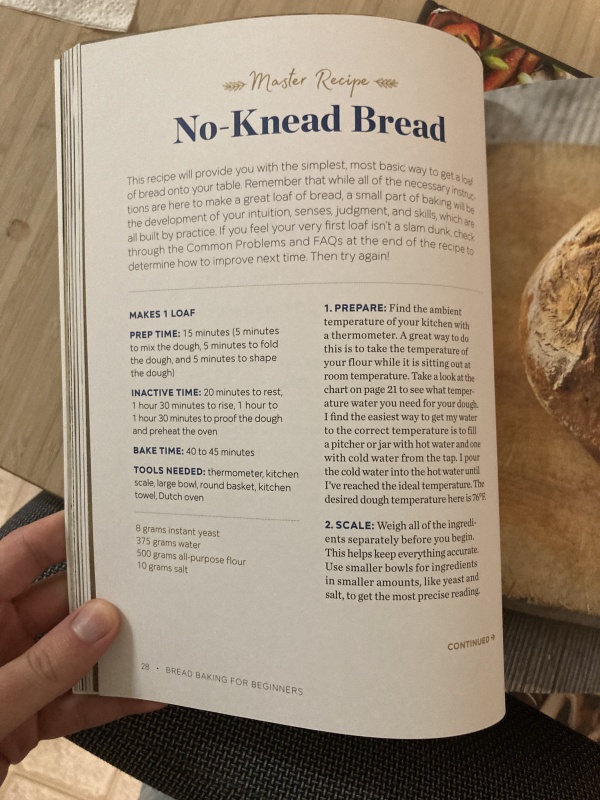 Master Recipe
No-Knead Bread
This recipe will provide you with the simplest, most basic way to get a loaf
of bread onto your table. Remember that while all of the necessary instruc-
tions are here to make a great loaf of bread, a small part of baking will be
the development of your intuition, senses, judgment, and skills, which are
all built by practice. If you feel your very first loaf isn't a slam dunk, check
through the Common Problems and FAQs at the end of the recipe to
determine how to improve next time. Then try again!
MAKES 1 LOAF
PREP TIME: 15 minutes (5 minutes
to mix the dough, 5 minutes to fold
the dough, and 5 minutes to shape
the dough)
INACTIVE TIME: 20 minutes to rest,
1 hour 30 minutes to rise, 1 hour to
1 hour 30 minutes to proof the dough
and preheat the oven
BAKE TIME: 40 to 45 minutes
TOOLS NEEDED: thermometer, kitchen
scale, large bowl, round basket, kitchen
towel, Dutch oven
8 grams instant yeast
375 grams water
500 grams all-purpose flour
10 grams salt
1. PREPARE: Find the ambient
temperature of your kitchen with
a thermometer. A great way to do
this is to take the temperature of
your flour while it is sitting out at
room temperature. Take a look at the
chart on page 21 to see what temper-
ature water you need for your dough.
I find the easiest way to get my water
to the correct temperature is to fill
a pitcher or jar with hot water and one
with cold water from the tap. I pour
the cold water into the hot water until
I've reached the ideal temperature. The
desired dough temperature here is 76°F.
2. SCALE: Weigh all of the ingredi-
ents separately before you begin.
This helps keep everything accurate.
Use smaller bowls for ingredients
in smaller amounts, like yeast and
salt, to get the most precise reading.
CONTINUED
28 • BREAD BAKING FOR BEGINNERS